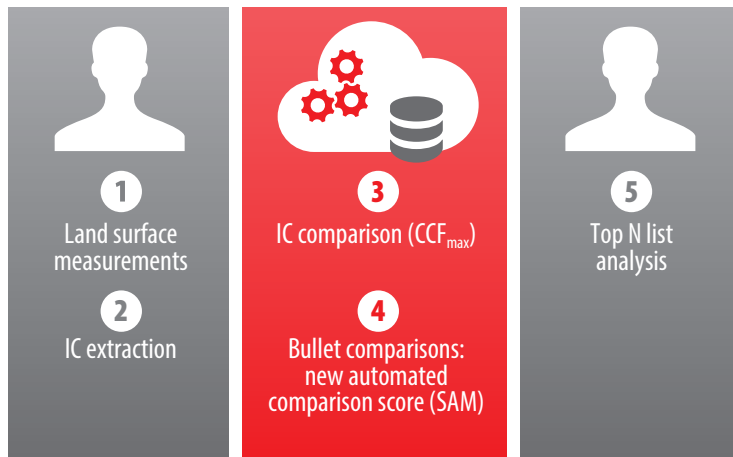 1
Land surface
measurements
2
IC extraction
3
IC comparison (CCFmax)
4
Bullet comparisons:
new automated
comparison score (SAM)
5
Top N list
analysis